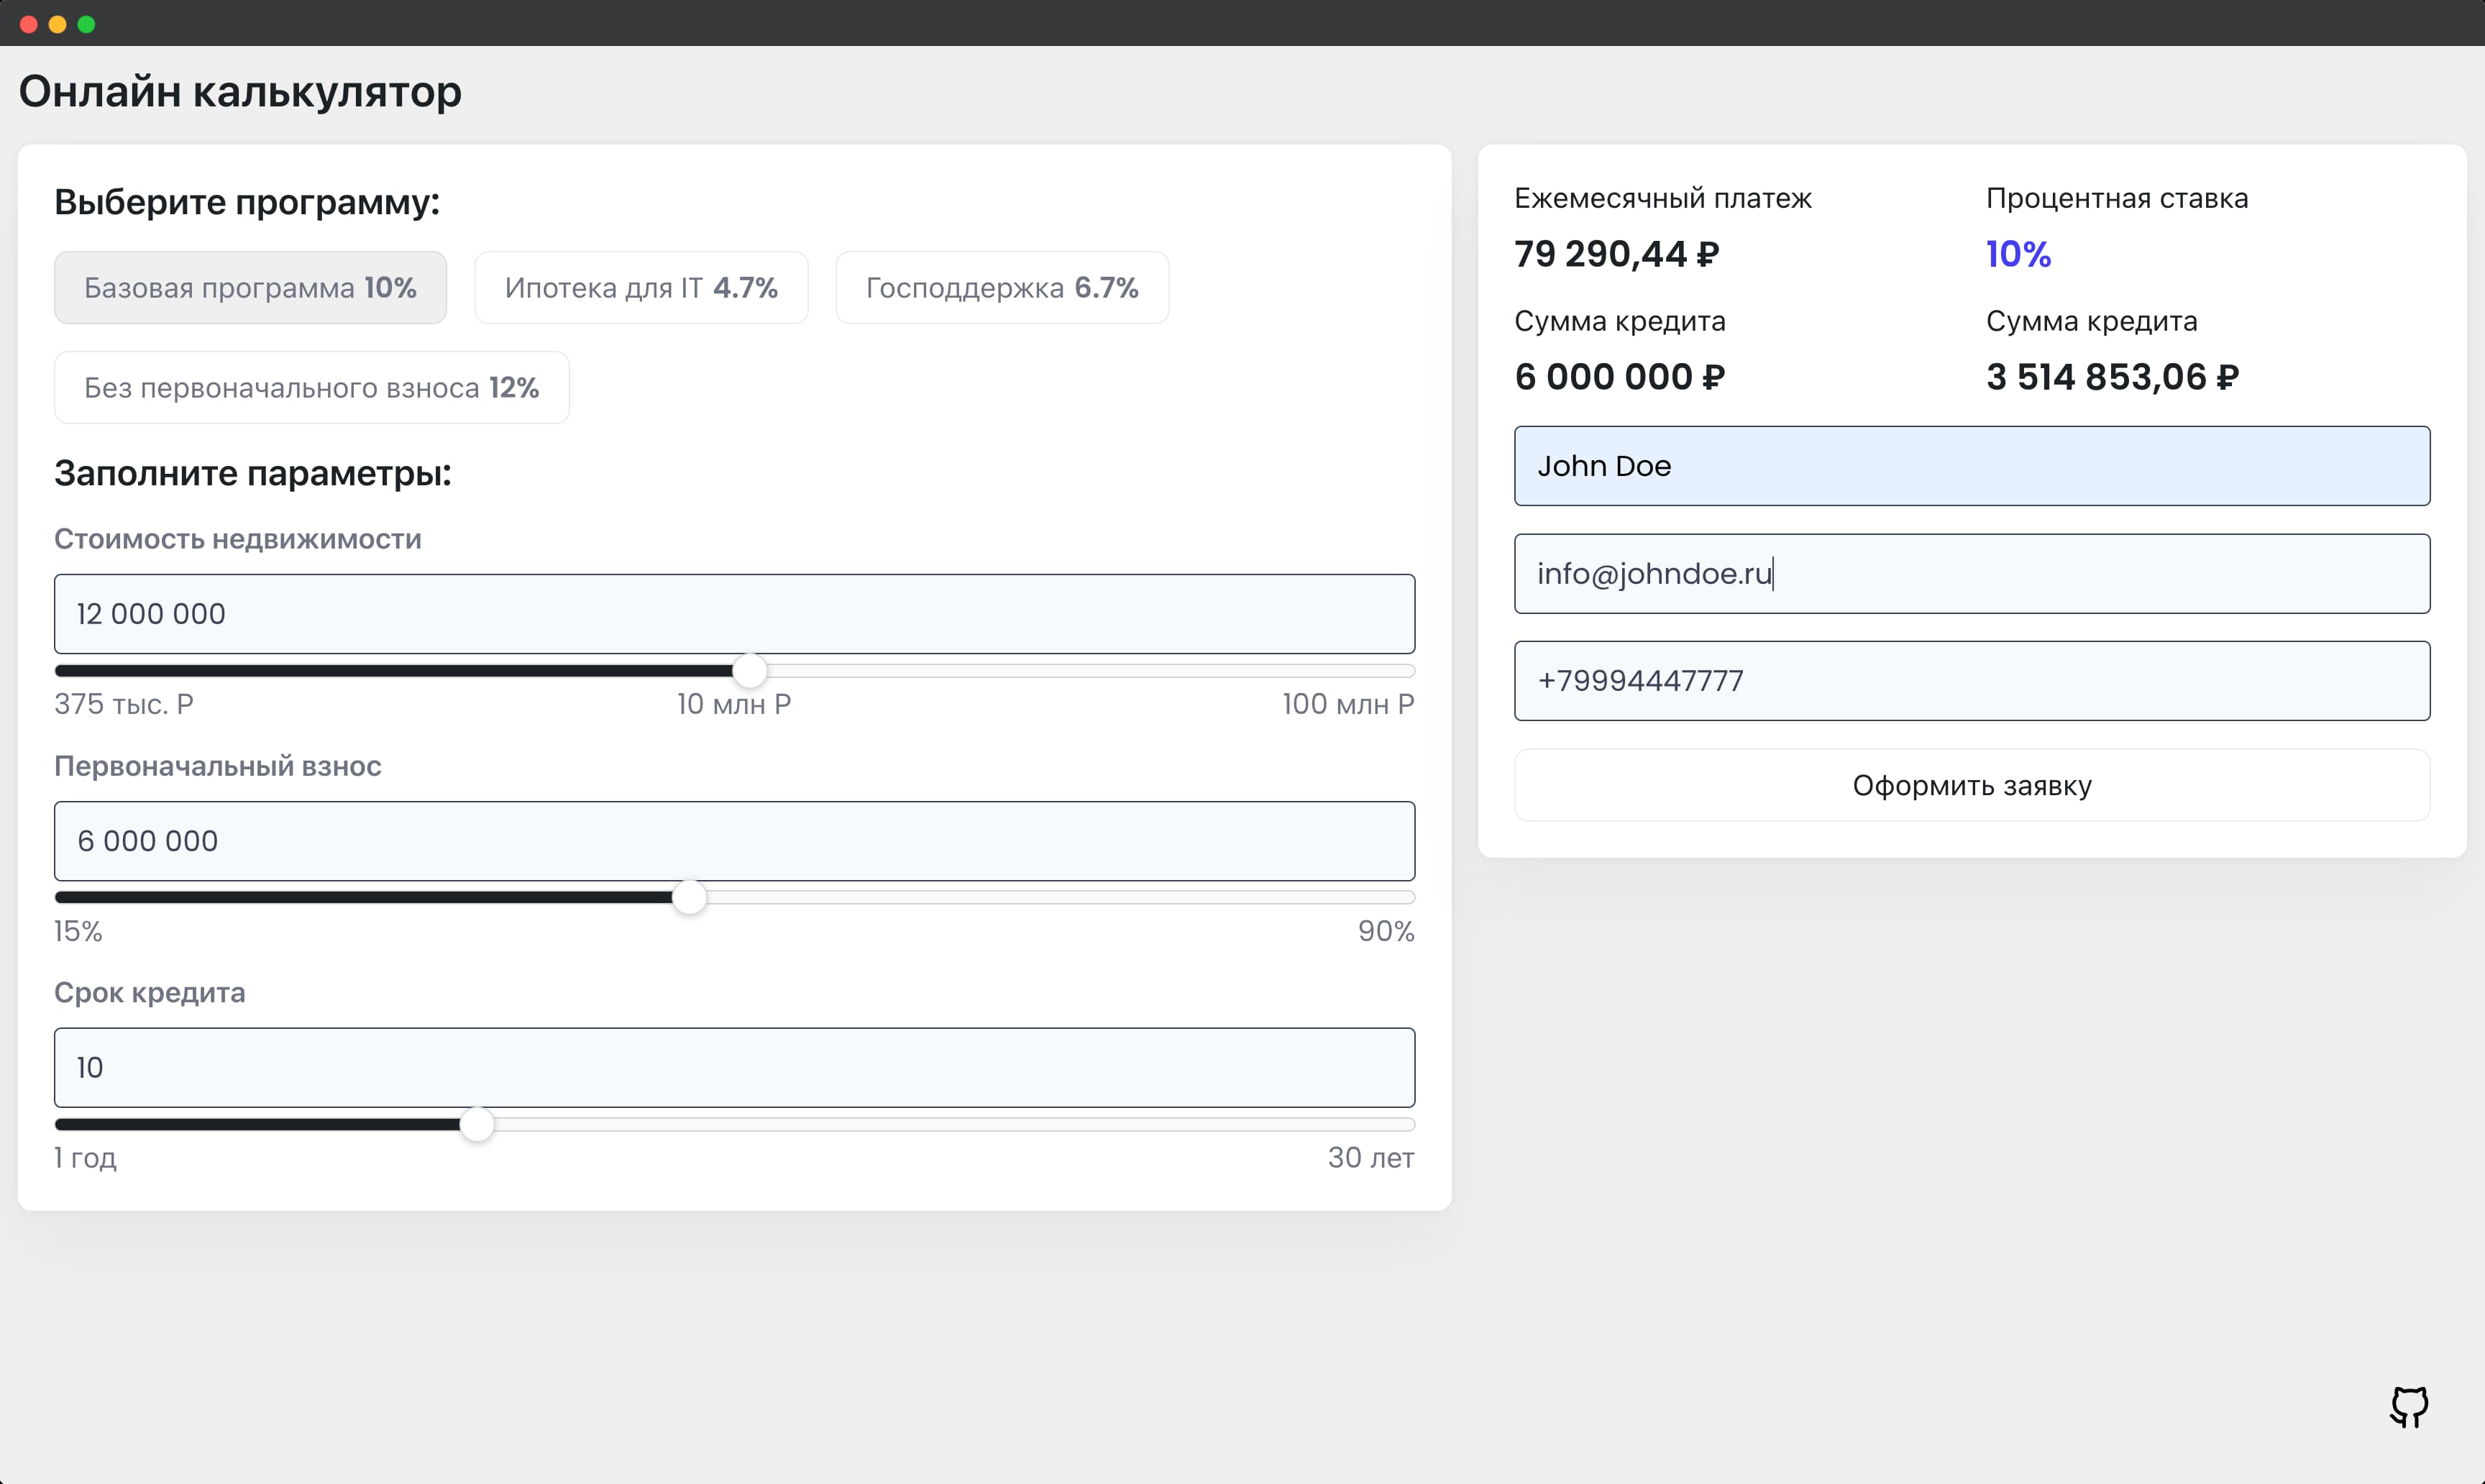 Онлайн калькулятор
Выберите программу:
Базовая программа 10%
Ипотека для IT 4.7%
Господдержка 6.7%
Без первоначального взноса 12%
Заполните параметры:
Стоимость недвижимости
12 000 000
375 тыс. Р
10 млн Р
100 млн Р
Первоначальный взнос
6 000 000
15%
90%
Срок кредита
10
1 год
30 лет
Ежемесячный платеж
79 290,44 ₽
Процентная ставка
10%
Сумма кредита
6 000 000 ₽
Сумма кредита
3 514 853,06 ₽
John Doe
info@johndoe.ru
+79994447777
Оформить заявку